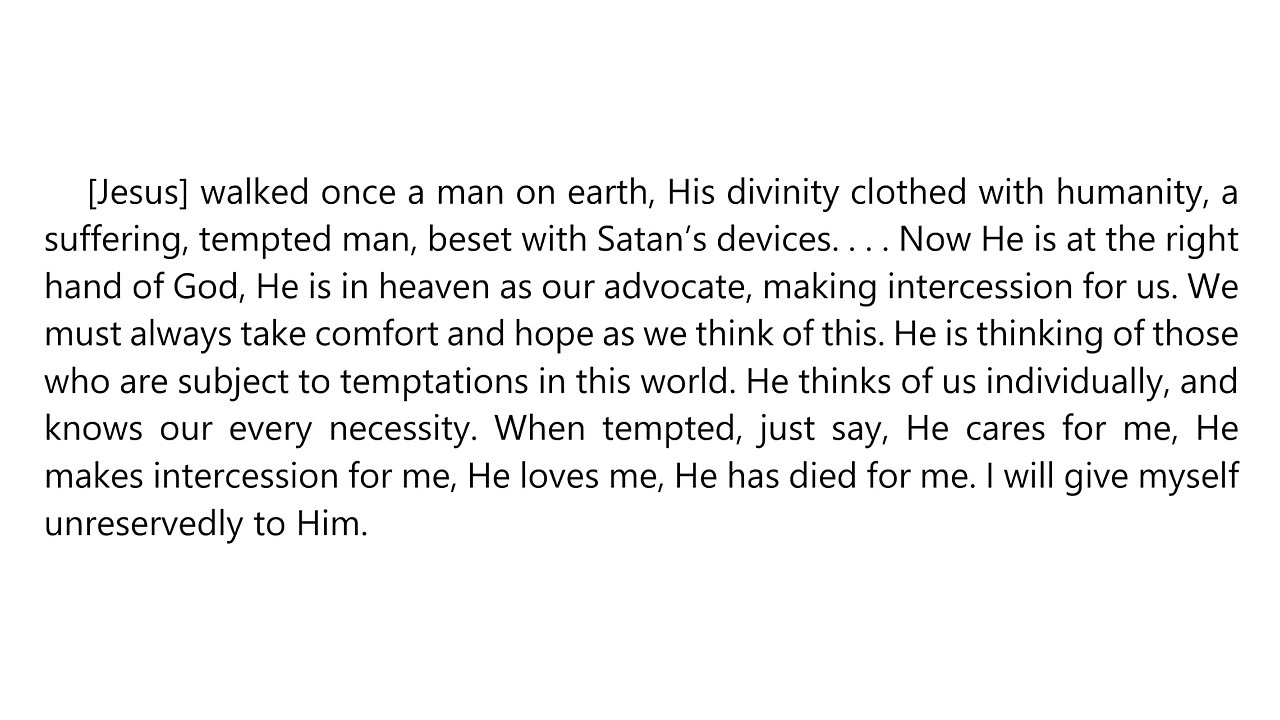 [Jesus] walked once a man on earth, His divinity clothed with humanity, a
suffering, tempted man, beset with Satan’s devices. . . . Now He is at the right
hand of God, He is in heaven as our advocate, making intercession for us. We
must always take comfort and hope as we think of this. He is thinking of those
who are subject to temptations in this world. He thinks of us individually, and
knows our every necessity. When tempted, just say, He cares for me, He
makes intercession for me, He loves me, He has died for me. I will give myself
unreservedly to Him.